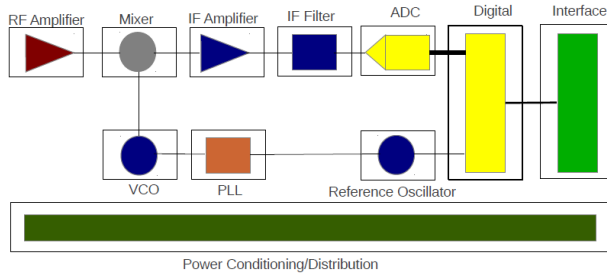 RF Amplifier
Mixer
IF Amplifier
IF Filter
ADC
Digital
Interface
VCO
PLL
Reference Oscillator
Power Conditioning/Distribution